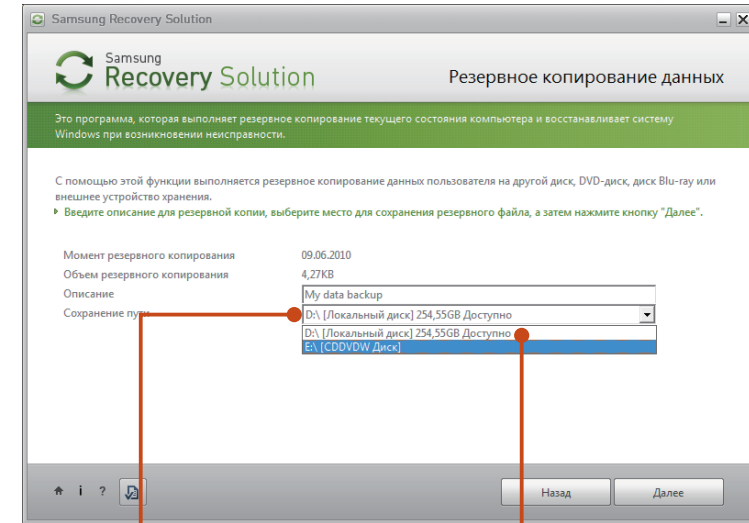 Samsung Recovery Solution
Samsung
Recovery Solution
Резервное копирование данных
Это программа, которая выполняет резервное копирование текущего состояния компьютера и восстанавливает систему
Windows при возникновении неисправности.
С помощью этой функции выполняется резервное копирование данных пользователя на другой диск, DVD-диск, диск Blu-ray или
внешнее устройство хранения.
Введите описание для резервной копии, выберите место для сохранения резервного файла, а затем нажмите кнопку "Далее".
Момент резервного копирования 09.06.2010
Объем резервного копирования 4,27KB
Описание My data backup
Сохранение пути D:\ [Локальный диск] 254,55GB Доступно
D:\ [Локальный диск] 254,55GB Доступно
E:\ [CDDVDW Диск]
i ? Назад Далее